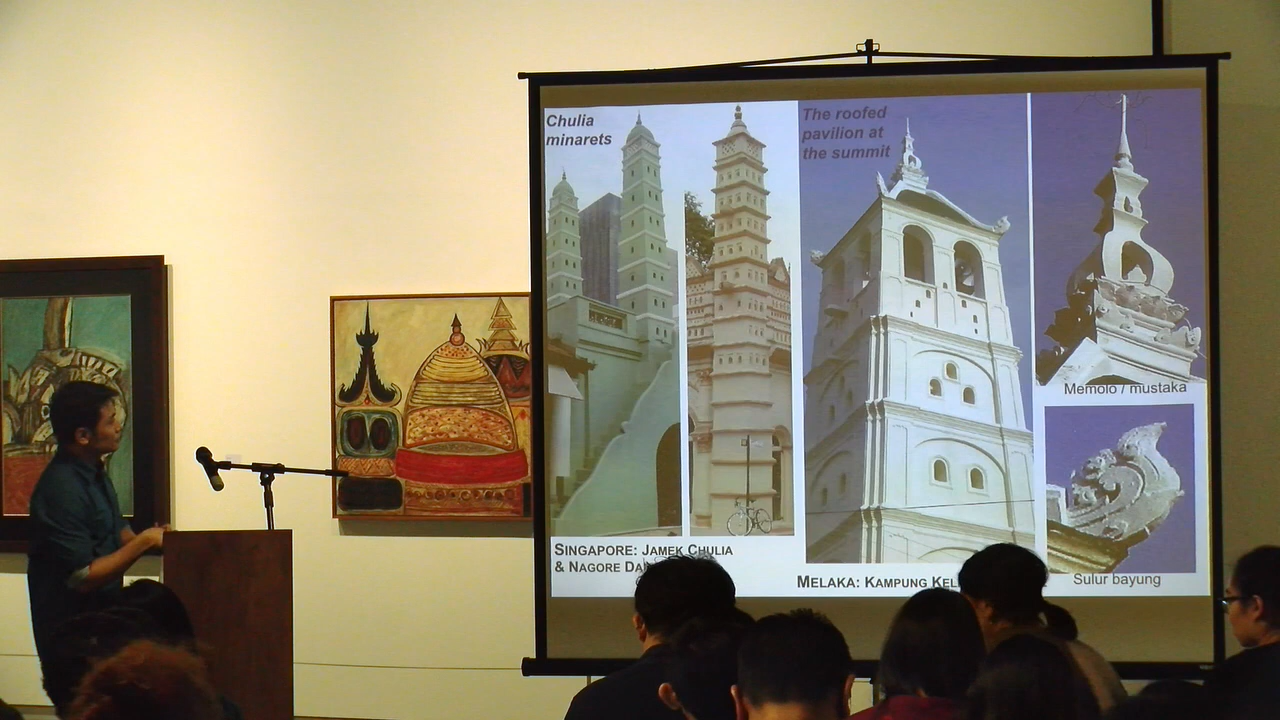 Chulia
minarets
The roofed
pavilion at
the summit
Memolo / mustaka
SINGAPORE: JAMEK CHULIA
& NAGORE
MELAKA: KAMPUNG
Sulur bayung